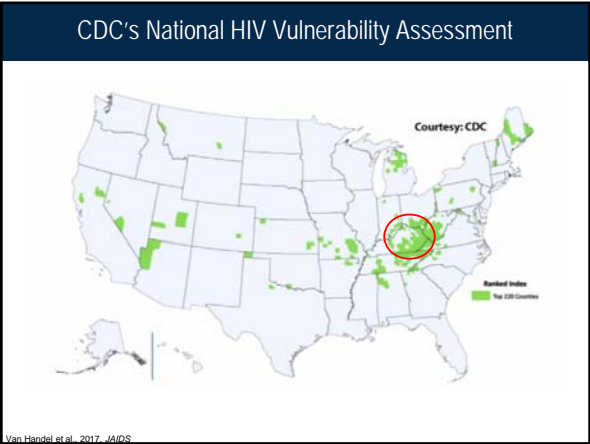 CDC's National HIV Vulnerability Assessment
Courtesy: CDC
Ranked Index
Top 220 Counties
Van Handel et al., 2017, JAIDS